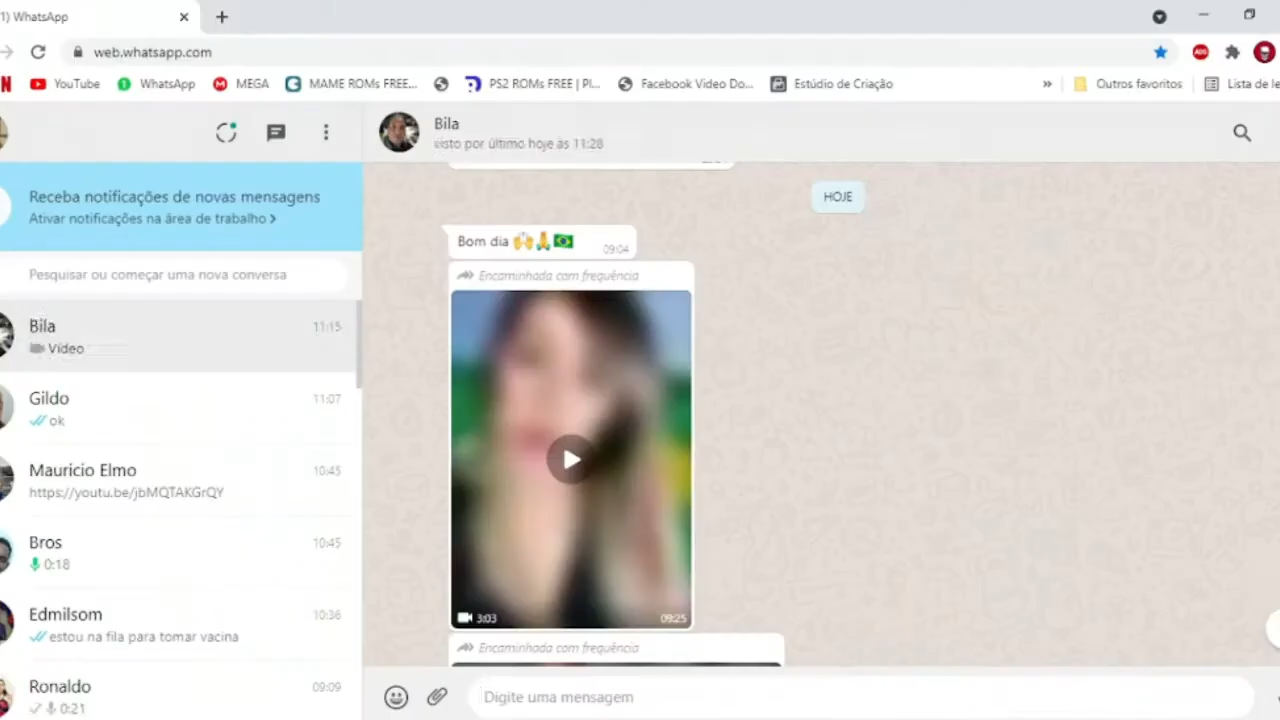 1) WhatsApp
web.whatsapp.com
YouTube WhatsApp MEGA MAME ROMs FREE... PS2 ROMs FREE | Pl... Facebook Video Do... Estúdio de Criação » Outros favoritos Lista de le
Receba notificações de novas mensagens
Ativar notificações na área de trabalho >
Pesquisar ou começar uma nova conversa
Bila 11:15
Vídeo
Gildo 11:07
ok
Mauricio Elmo 10:45
https://youtu.be/jbMQTAKGrQY
Bros 10:45
0:18
Edmilsom 10:36
estou na fila para tomar vacina
Ronaldo 09:09
0:21
Bila
visto por último hoje às 11:28
HOJE
Bom dia 🙌🙏🇧🇷 09:04
Encaminhada com frequência
3:03 09:25
Encaminhada com frequência
Digite uma mensagem